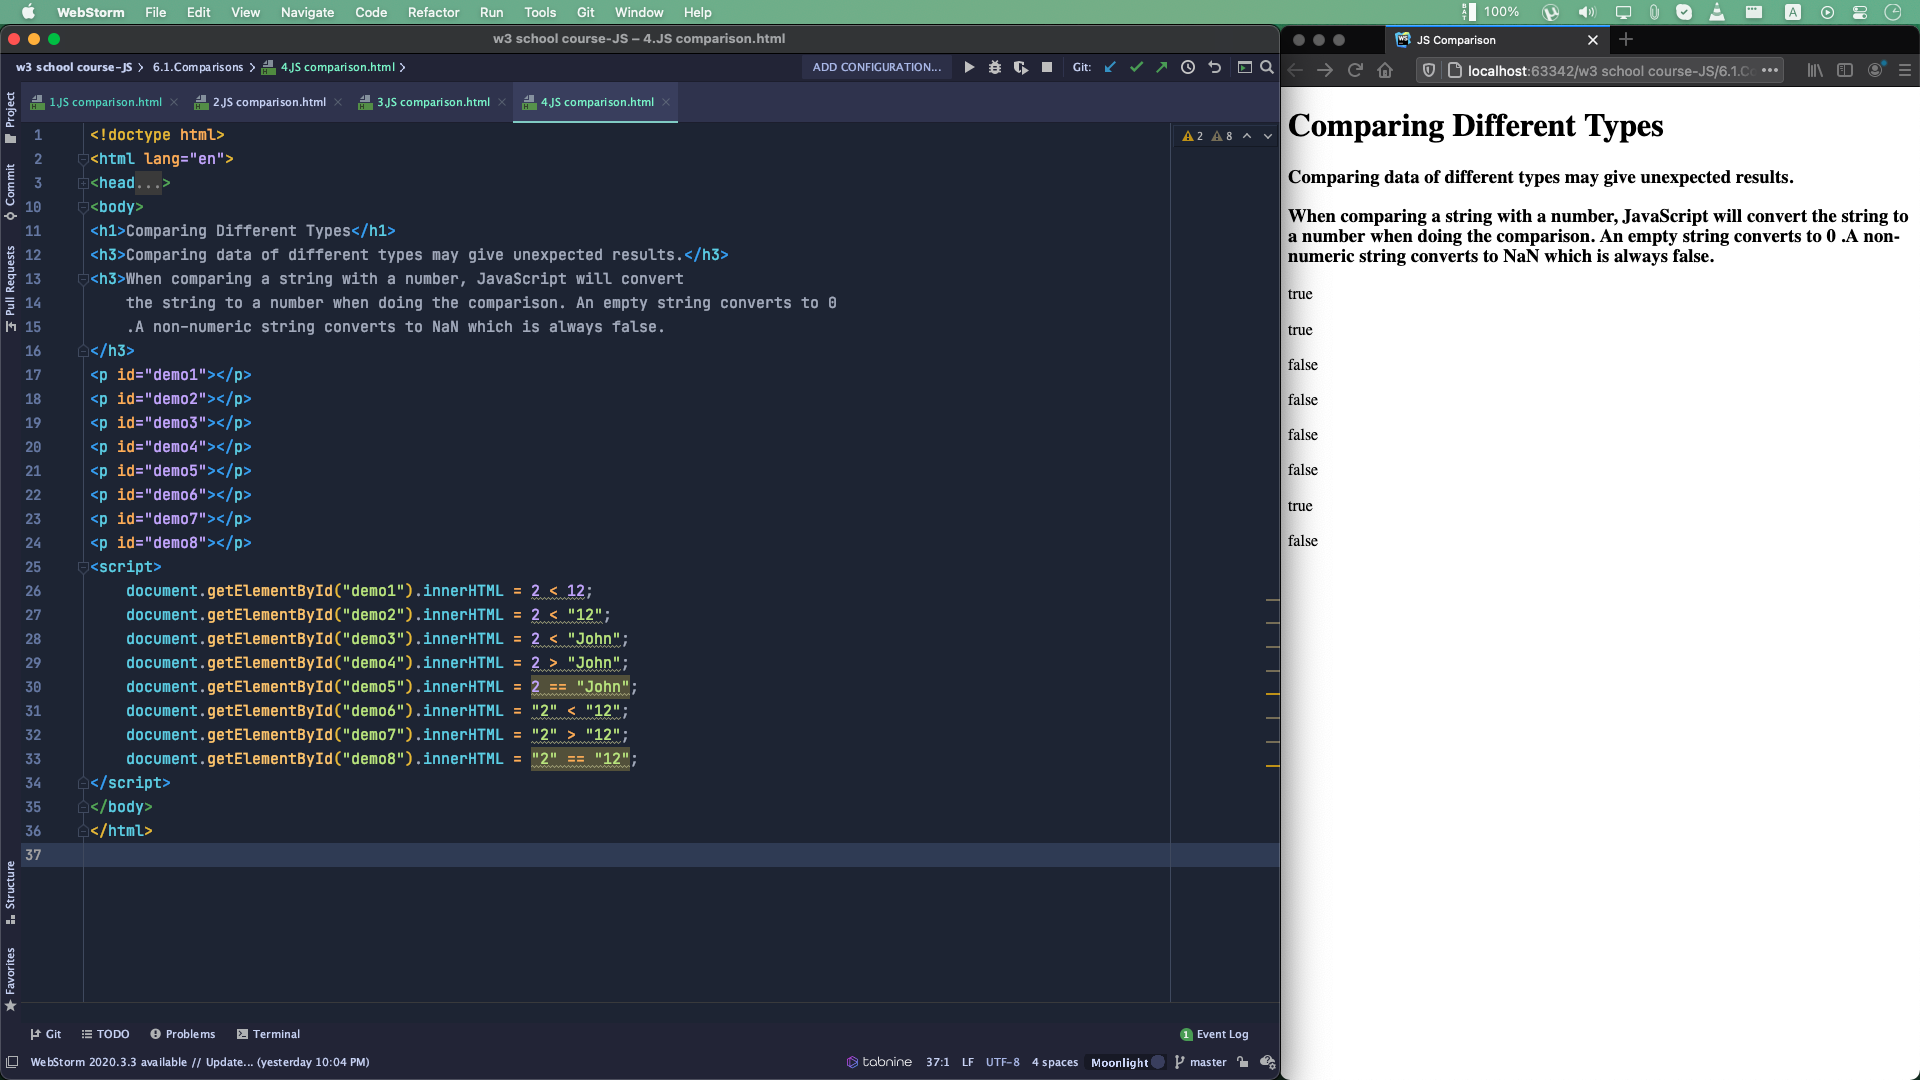 WebStorm File Edit View Navigate Code Refactor Run Tools Git Window Help
100%
w3 school course-JS – 4.JS comparison.html
w3 school course-JS 6.1.Comparisons 4.JS comparison.html
ADD CONFIGURATION... Git:
1.JS comparison.html 2.JS comparison.html 3.JS comparison.html 4.JS comparison.html
Project
Commit
Pull Requests
Structure
Favorites
2 8
1 <!doctype html>
2 <html lang="en">
3 <head...>
10 <body>
11 <h1>Comparing Different Types</h1>
12 <h3>Comparing data of different types may give unexpected results.</h3>
13 <h3>When comparing a string with a number, JavaScript will convert
14 the string to a number when doing the comparison. An empty string converts to 0
15 .A non-numeric string converts to NaN which is always false.
16 </h3>
17 <p id="demo1"></p>
18 <p id="demo2"></p>
19 <p id="demo3"></p>
20 <p id="demo4"></p>
21 <p id="demo5"></p>
22 <p id="demo6"></p>
23 <p id="demo7"></p>
24 <p id="demo8"></p>
25 <script>
26 document.getElementById("demo1").innerHTML = 2 < 12;
27 document.getElementById("demo2").innerHTML = 2 < "12";
28 document.getElementById("demo3").innerHTML = 2 < "John";
29 document.getElementById("demo4").innerHTML = 2 > "John";
30 document.getElementById("demo5").innerHTML = 2 == "John";
31 document.getElementById("demo6").innerHTML = "2" < "12";
32 document.getElementById("demo7").innerHTML = "2" > "12";
33 document.getElementById("demo8").innerHTML = "2" == "12";
34 </script>
35 </body>
36 </html>
37
Git TODO Problems Terminal
1 Event Log
WebStorm 2020.3.3 available // Update... (yesterday 10:04 PM)
tabnine 37:1 LF UTF-8 4 spaces Moonlight master
JS Comparison
localhost:63342/w3 school course-JS/6.1.Co
Comparing Different Types
Comparing data of different types may give unexpected results.
When comparing a string with a number, JavaScript will convert the string to
a number when doing the comparison. An empty string converts to 0 .A non-
numeric string converts to NaN which is always false.
true
true
false
false
false
false
true
false